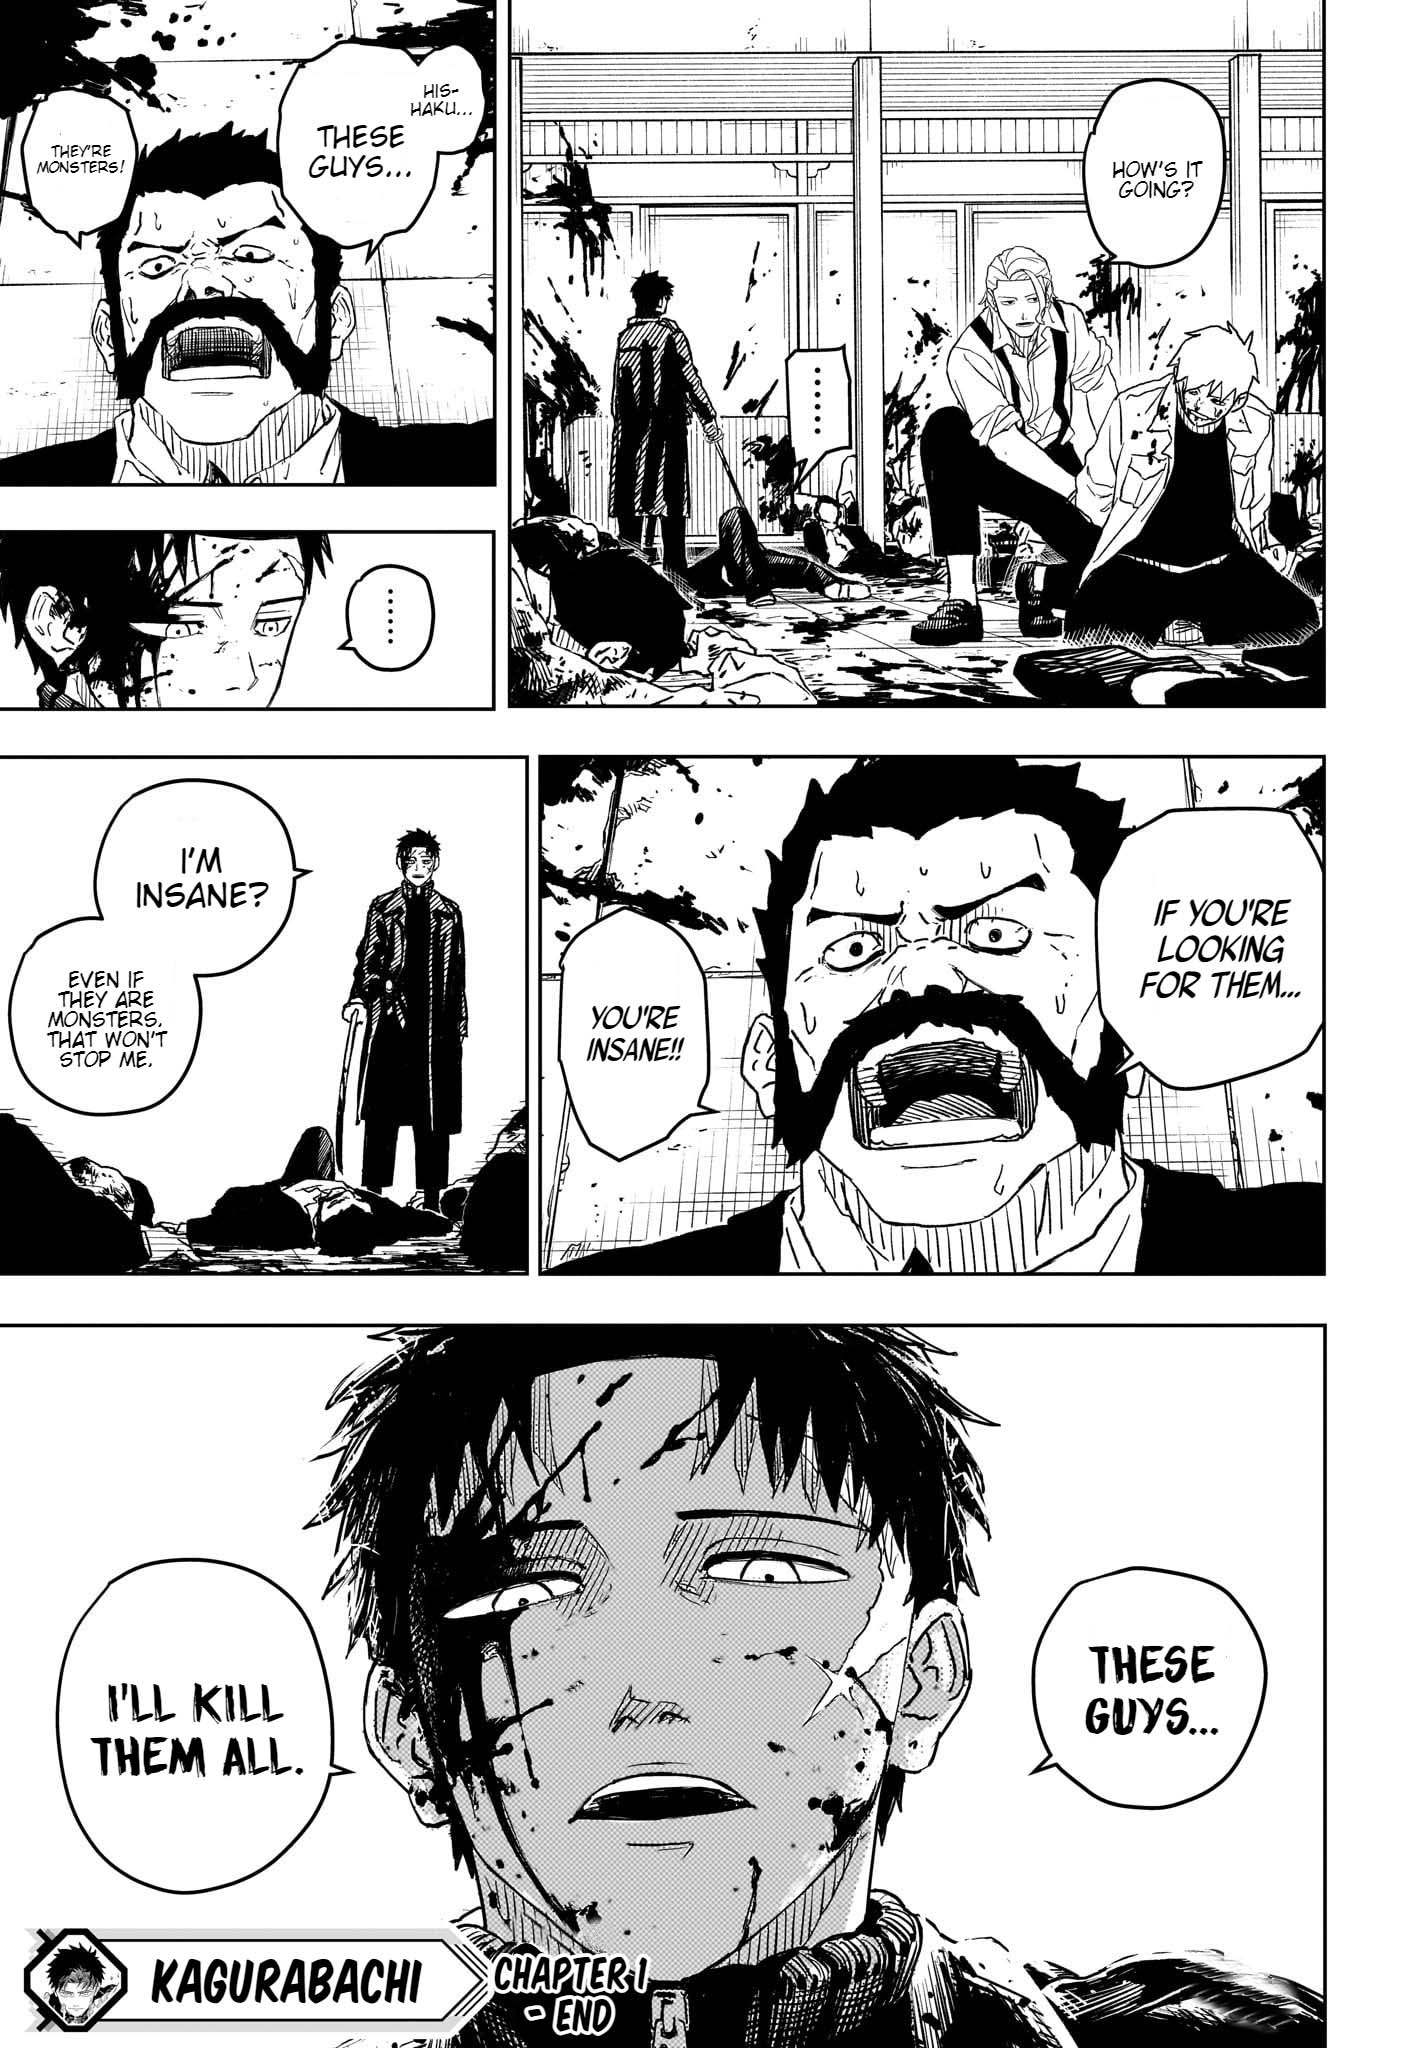 HOW'S IT
GOING?
......
HIS-
HAKU...
THESE
GUYS...
THEY'RE
MONSTERS!
......
IF YOU'RE
LOOKING
FOR THEM...
YOU'RE
INSANE!!
I'M
INSANE?
EVEN IF
THEY ARE
MONSTERS,
THAT WON'T
STOP ME.
THESE
GUYS...
I'LL KILL
THEM ALL.
KAGURABACHI
CHAPTER 1
- END